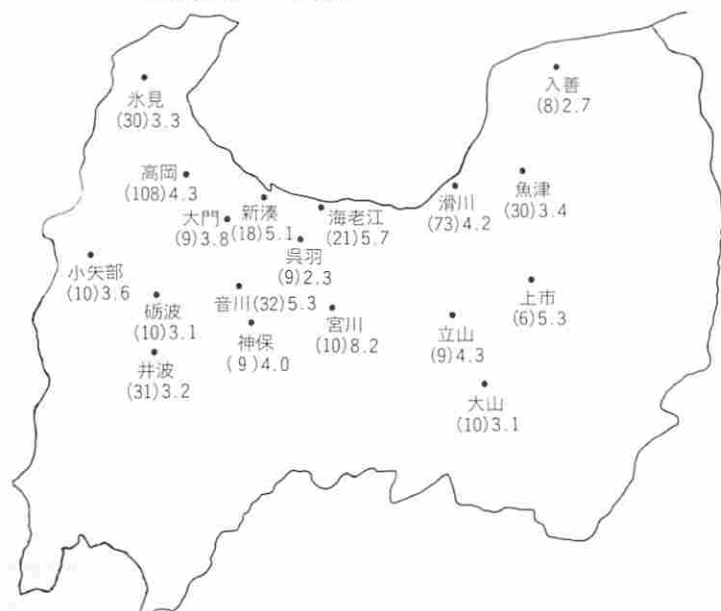 入善
(8)2.7
氷見
(30)3.3
高岡
(108)4.3
魚津
(30)3.4
滑川
(73)4.2
新湊
(18)5.1
海老江
(21)5.7
大門
(9)3.8
呉羽
(9)2.3
小矢部
(10)3.6
砺波
(10)3.1
音川(32)5.3
上市
(6)5.3
宮川
(10)8.2
立山
(9)4.3
神保
(9)4.0
井波
(31)3.2
大山
(10)3.1